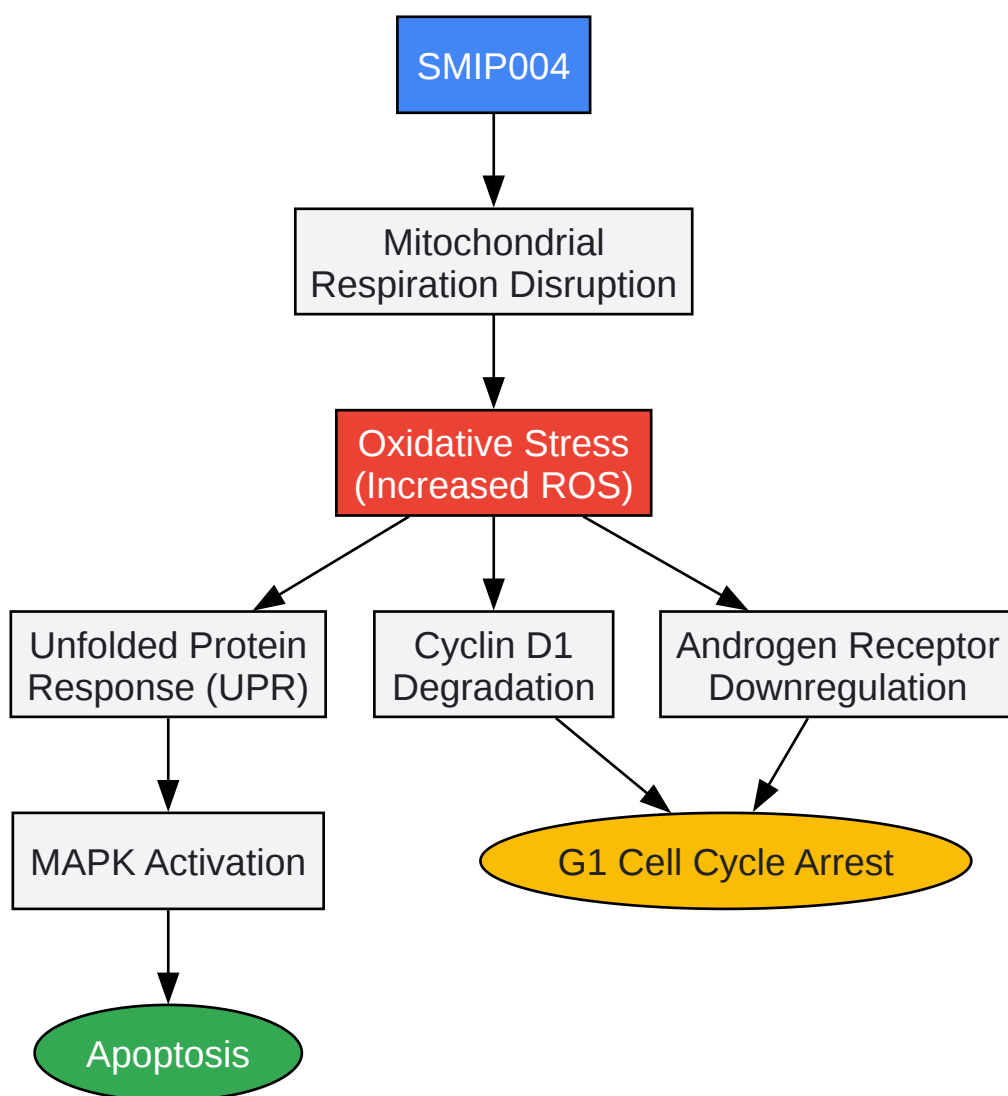 SMIP004
Mitochondrial
Respiration Disruption
Oxidative Stress
(Increased ROS)
Unfolded Protein
Response (UPR)
Cyclin D1
Degradation
Androgen Receptor
Downregulation
MAPK Activation
G1 Cell Cycle Arrest
Apoptosis